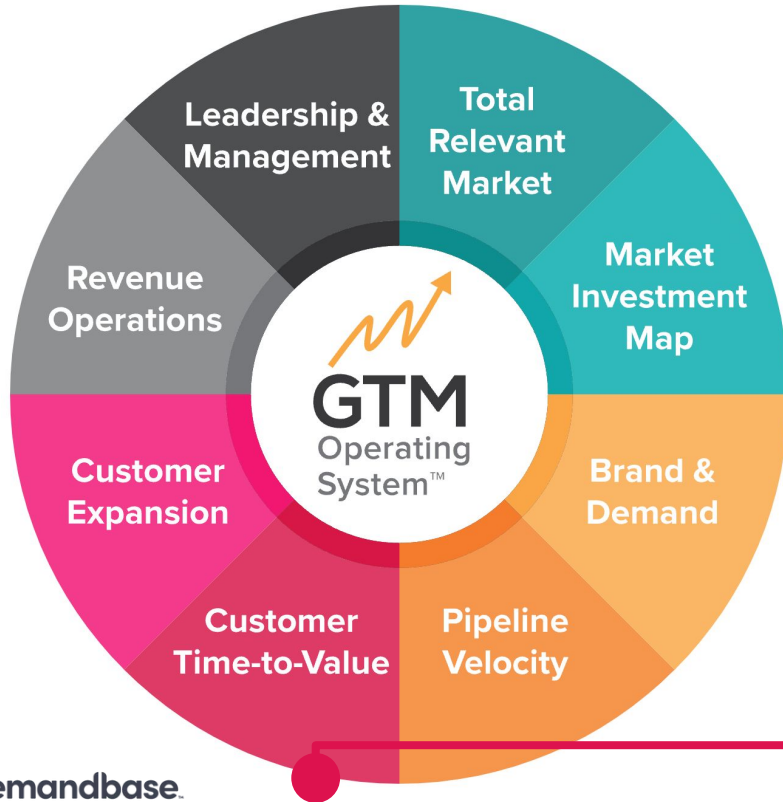 Leadership &
Management
Total
Relevant
Market
Market
Investment
Map
Brand &
Demand
Pipeline
Velocity
Customer
Time-to-Value
Customer
Expansion
Revenue
Operations
GTM
Operating
System™
emandbase